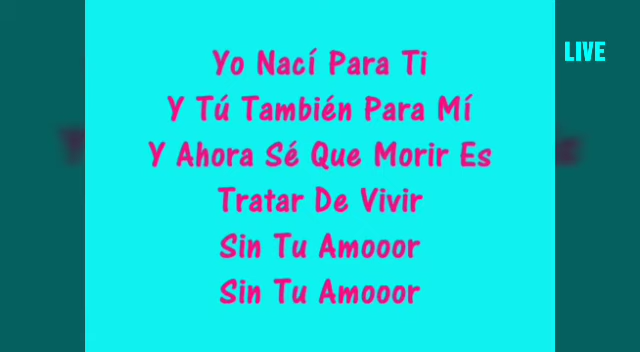 LIVE
Yo Nací Para Ti
Y Tú También Para Mí
Y Ahora Sé Que Morir Es
Tratar De Vivir
Sin Tu Amooor
Sin Tu Amooor